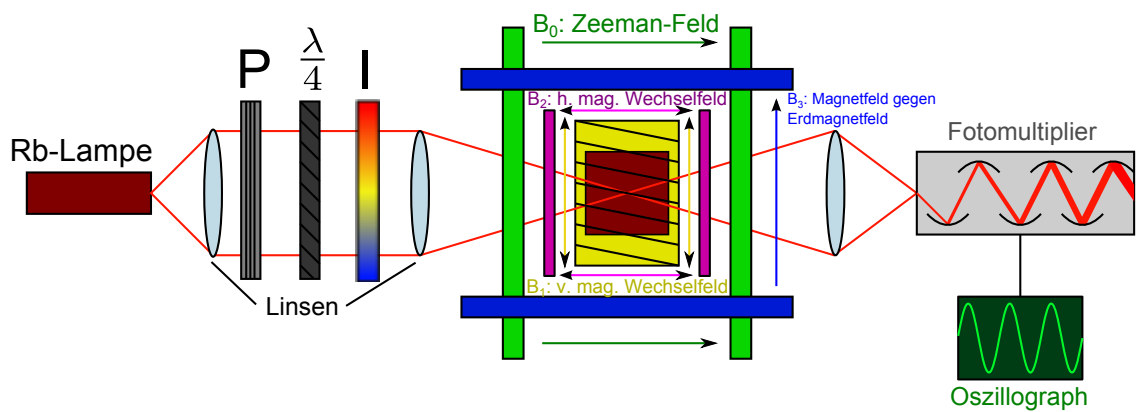 B₀: Zeeman-Feld
P
λ/4
I
B₂: h. mag. Wechselfeld
B₃: Magnetfeld gegen
Erdmagnetfeld
Fotomultiplier
Rb-Lampe
B₁: v. mag. Wechselfeld
Linsen
Oszillograph